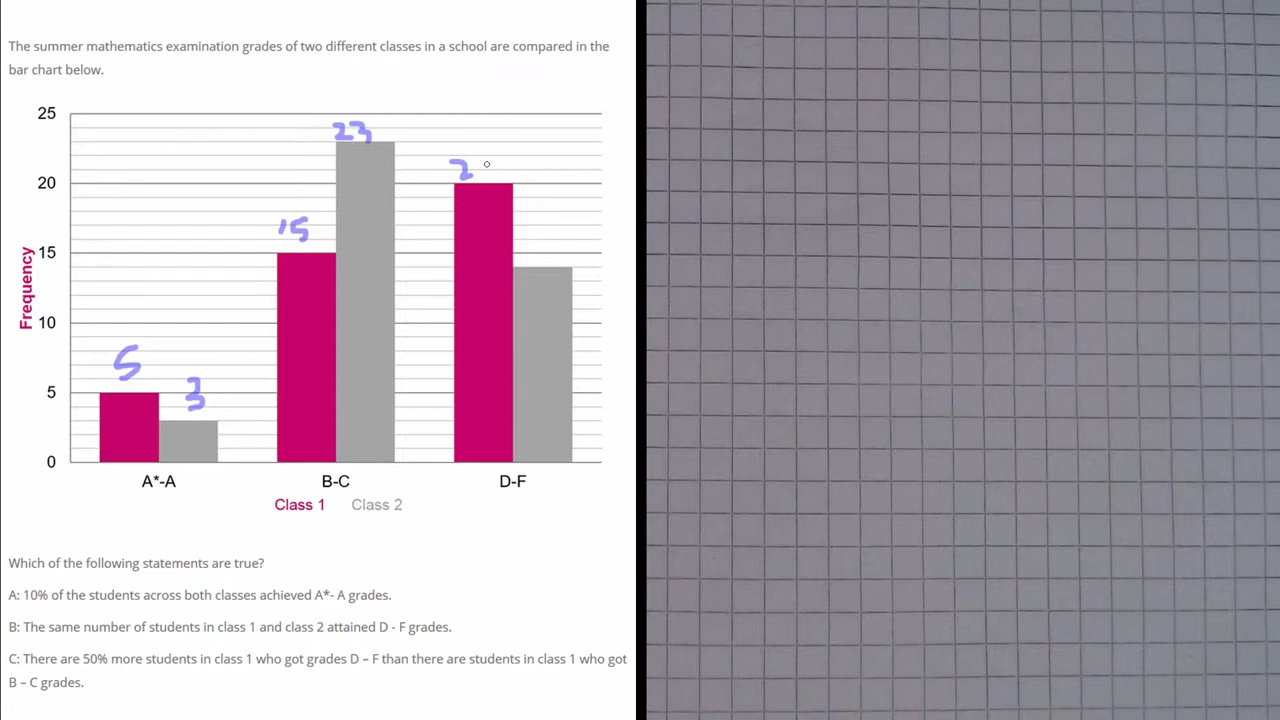 The summer mathematics examination grades of two different classes in a school are compared in the
bar chart below.
25
23
20
2
15
15
Frequency
10
5
5
3
0
A*-A
B-C
D-F
Class 1
Class 2
Which of the following statements are true?
A: 10% of the students across both classes achieved A*- A grades.
B: The same number of students in class 1 and class 2 attained D - F grades.
C: There are 50% more students in class 1 who got grades D – F than there are students in class 1 who got
B – C grades.